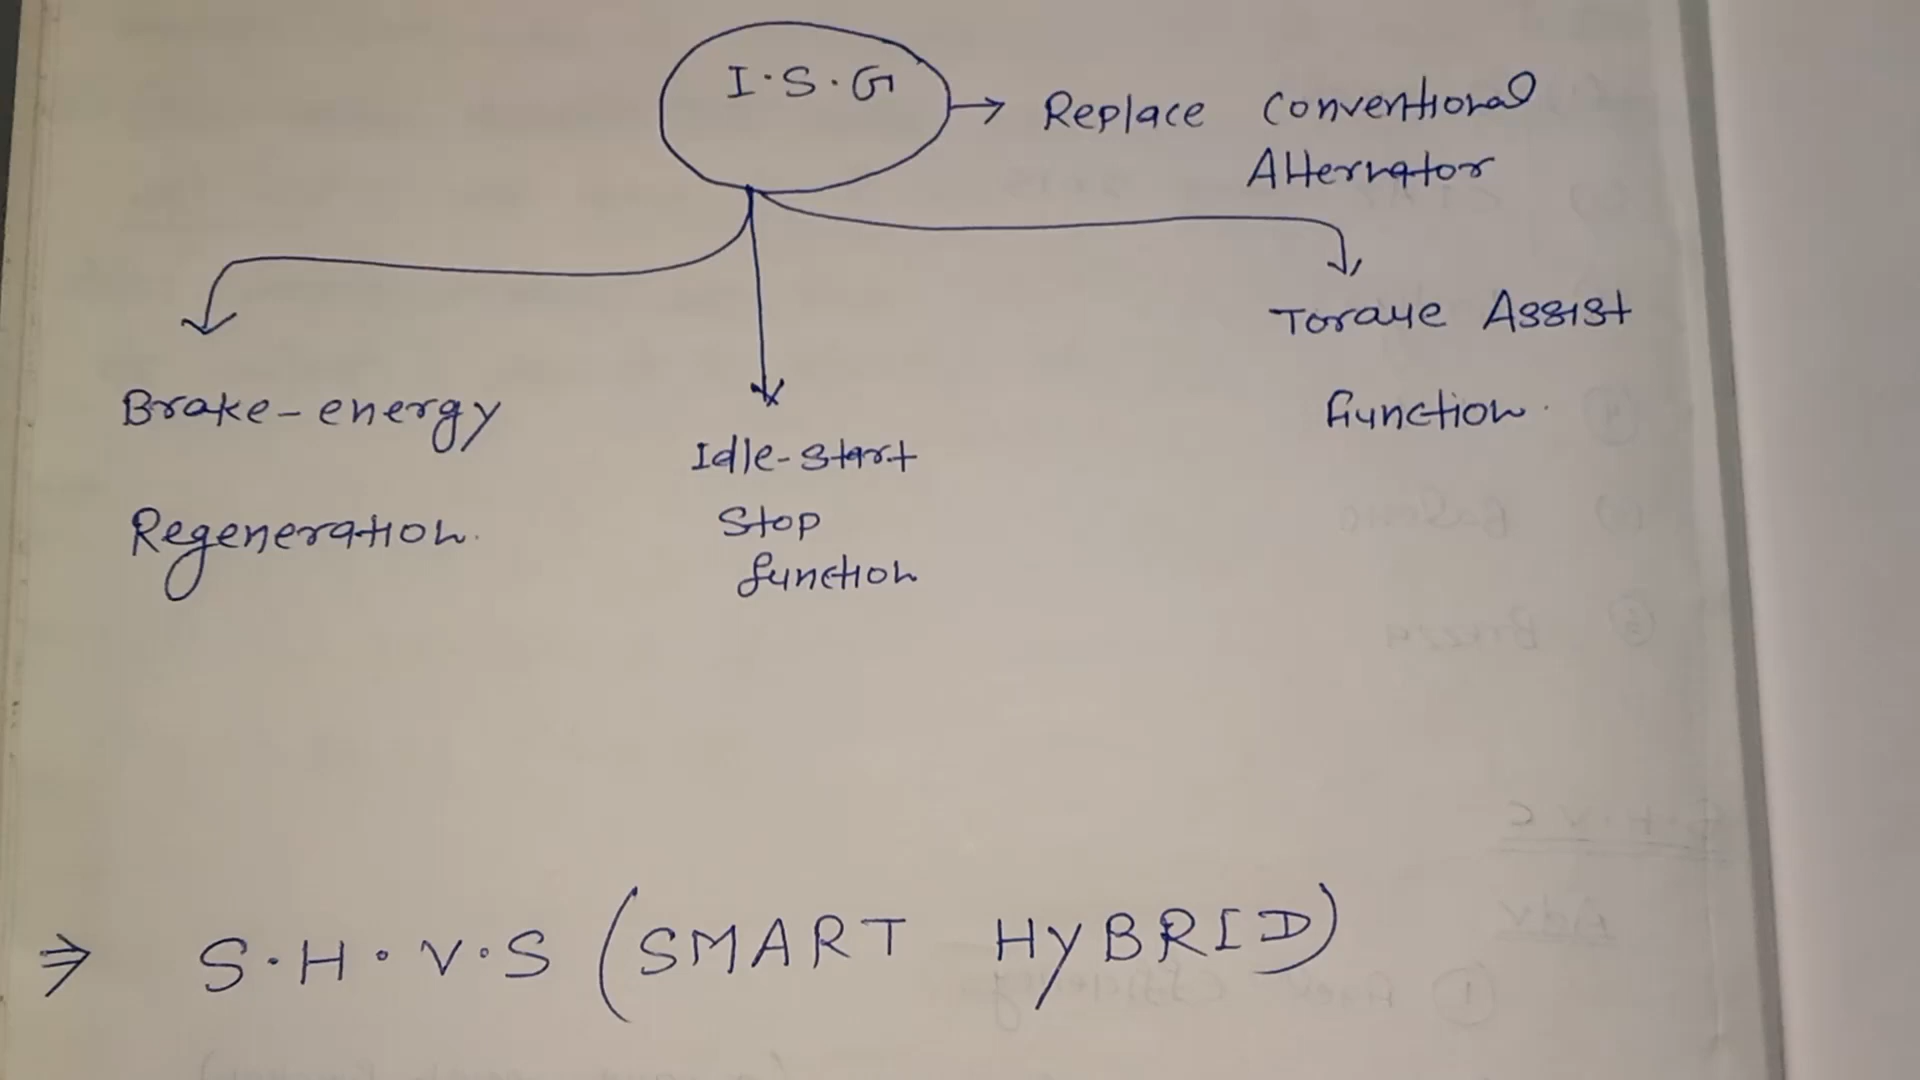 I.S.G
→ Replace Conventional
Alternator
Brake-energy
Regeneration.
Idle-start
Stop
function
Torque Assist
function.
⇒ S.H.V.S (SMART HYBRID)